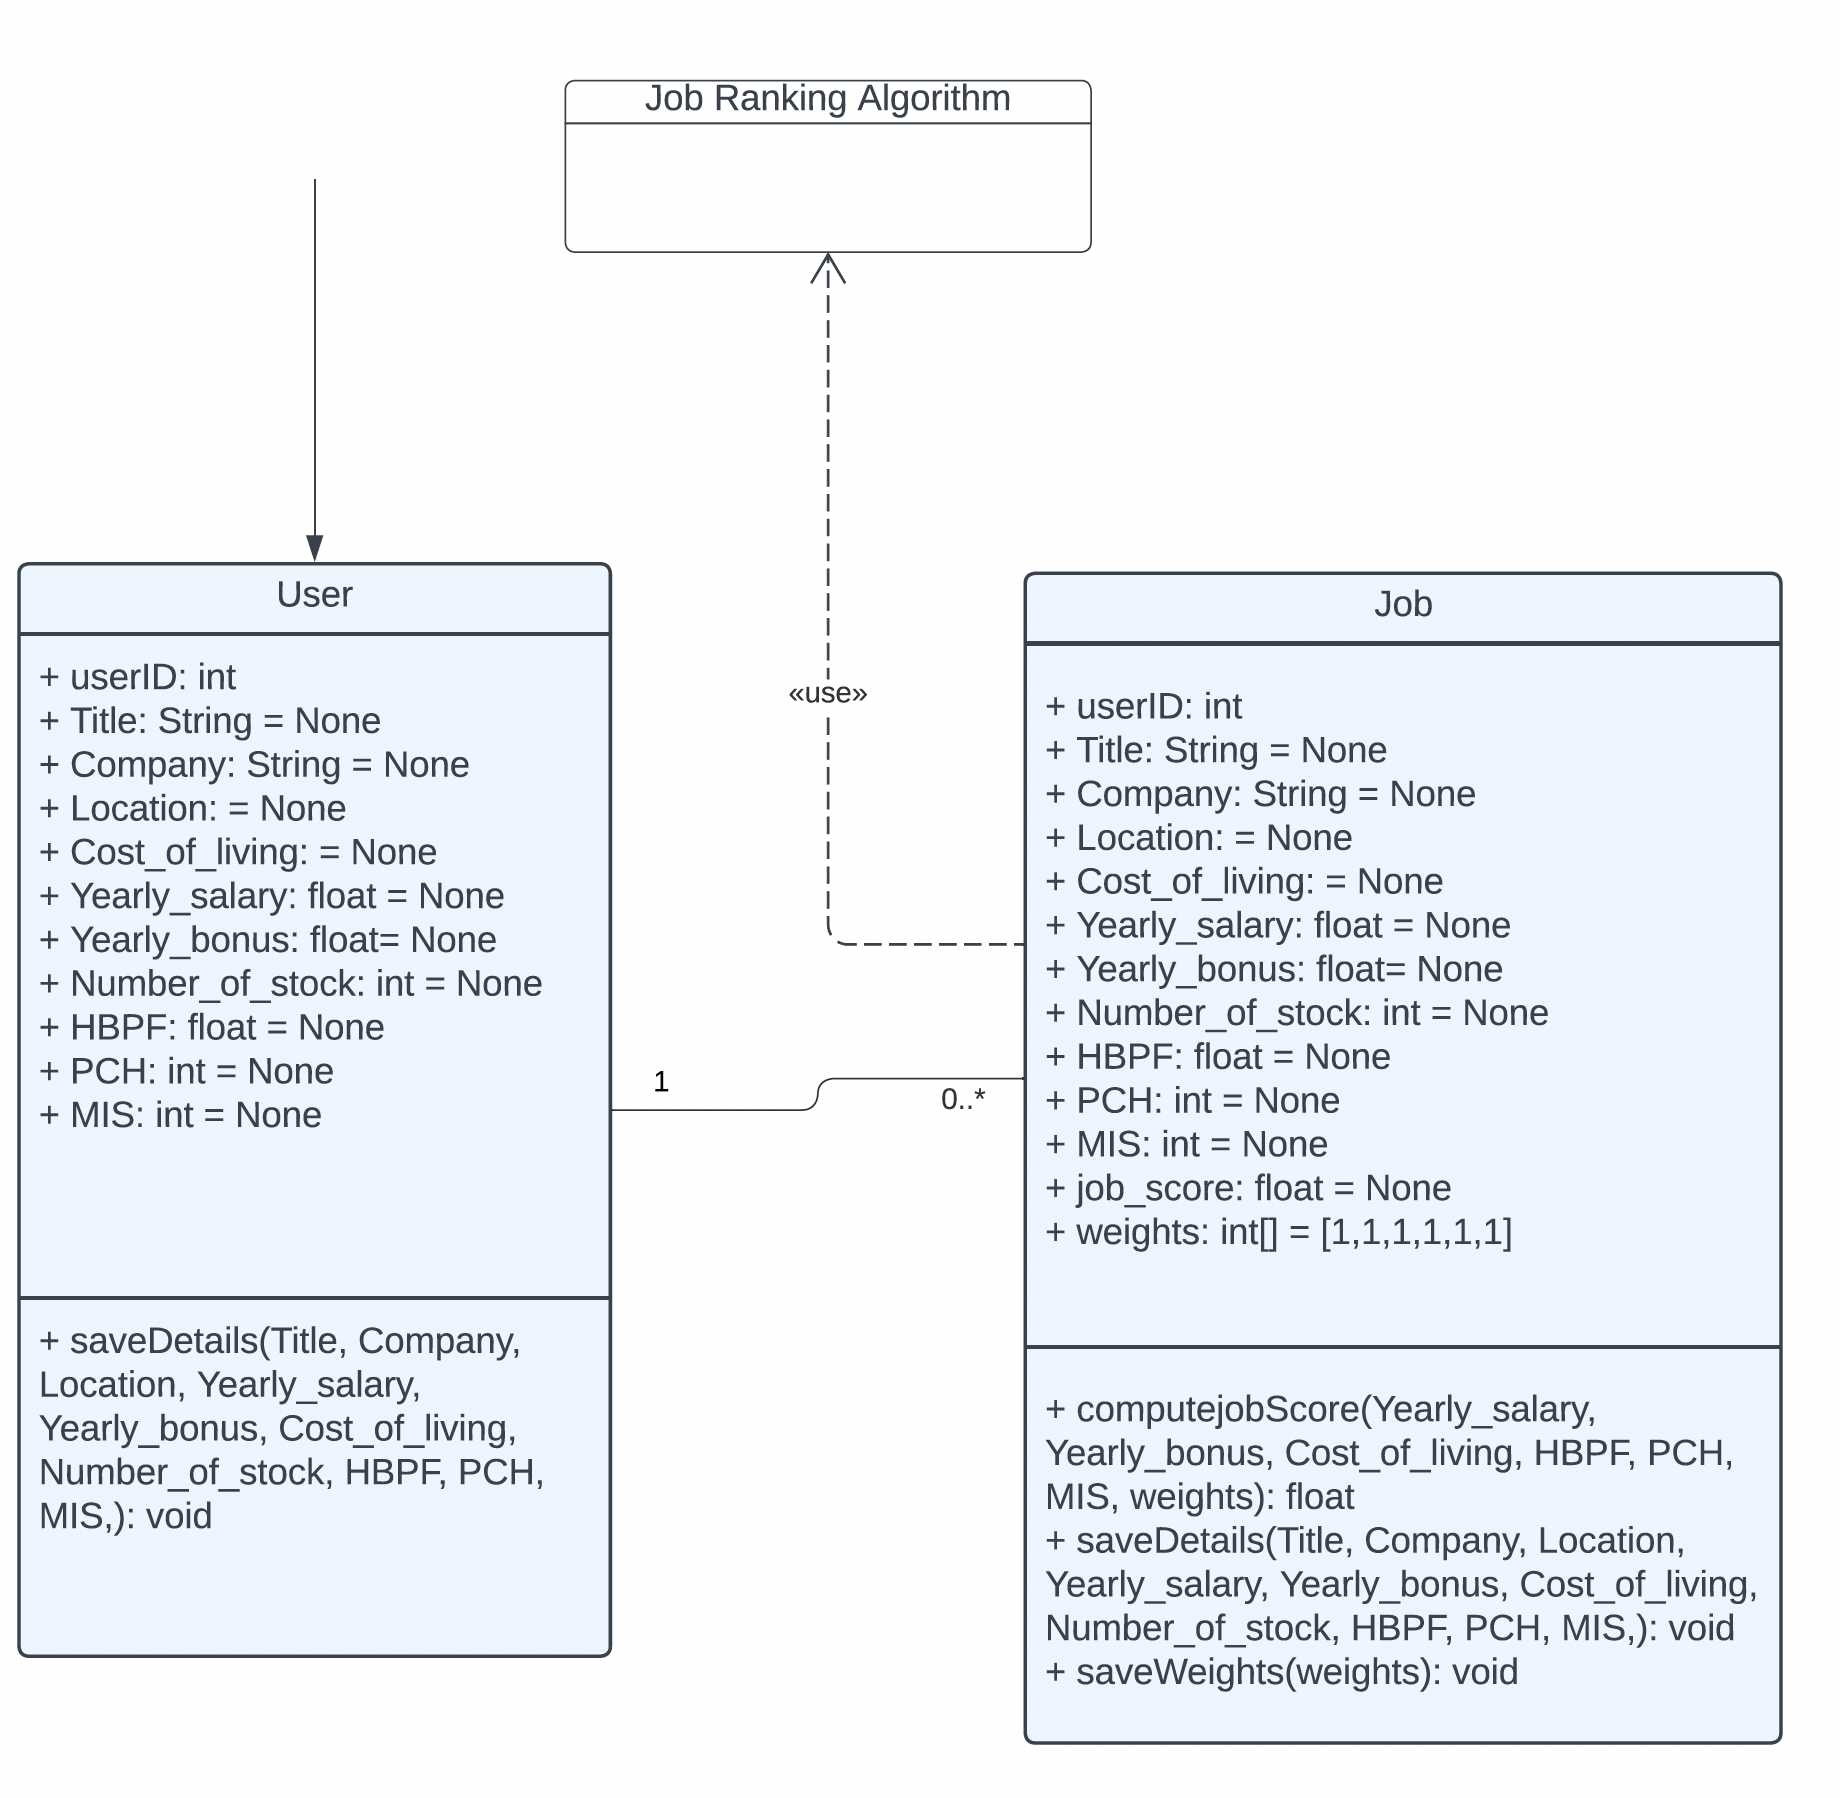 Job Ranking Algorithm
«use»
User
+ userID: int
+ Title: String = None
+ Company: String = None
+ Location: = None
+ Cost_of_living: = None
+ Yearly_salary: float = None
+ Yearly_bonus: float= None
+ Number_of_stock: int = None
+ HBPF: float = None
+ PCH: int = None
+ MIS: int = None
+ saveDetails(Title, Company,
Location, Yearly_salary,
Yearly_bonus, Cost_of_living,
Number_of_stock, HBPF, PCH,
MIS,): void
1
0..*
Job
+ userID: int
+ Title: String = None
+ Company: String = None
+ Location: = None
+ Cost_of_living: = None
+ Yearly_salary: float = None
+ Yearly_bonus: float= None
+ Number_of_stock: int = None
+ HBPF: float = None
+ PCH: int = None
+ MIS: int = None
+ job_score: float = None
+ weights: int[] = [1,1,1,1,1,1]
+ computejobScore(Yearly_salary,
Yearly_bonus, Cost_of_living, HBPF, PCH,
MIS, weights): float
+ saveDetails(Title, Company, Location,
Yearly_salary, Yearly_bonus, Cost_of_living,
Number_of_stock, HBPF, PCH, MIS,): void
+ saveWeights(weights): void